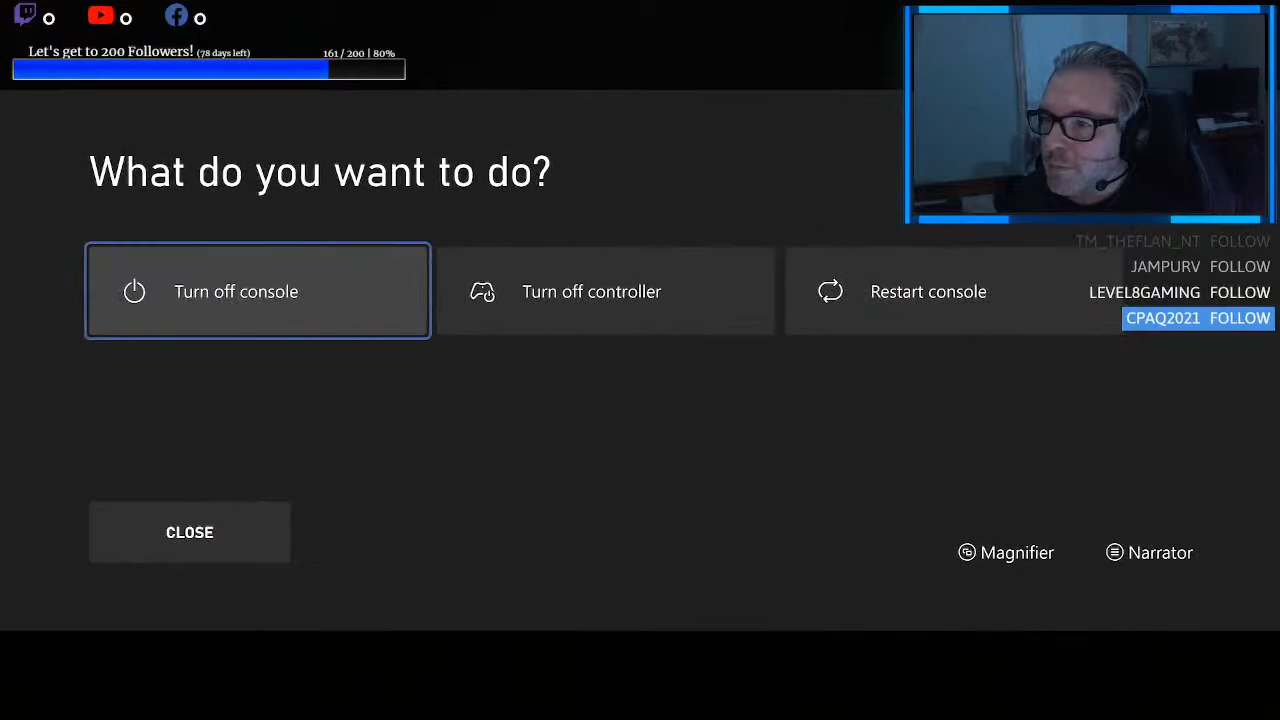 0 0 0
Let's get to 200 Followers! (78 days left) 161 / 200 | 80%
What do you want to do?
TM_THEFLAN_NT FOLLOW
JAMPURV FOLLOW
LEVEL8GAMING FOLLOW
CPAQ2021 FOLLOW
Turn off console
Turn off controller
Restart console
CLOSE
Magnifier
Narrator